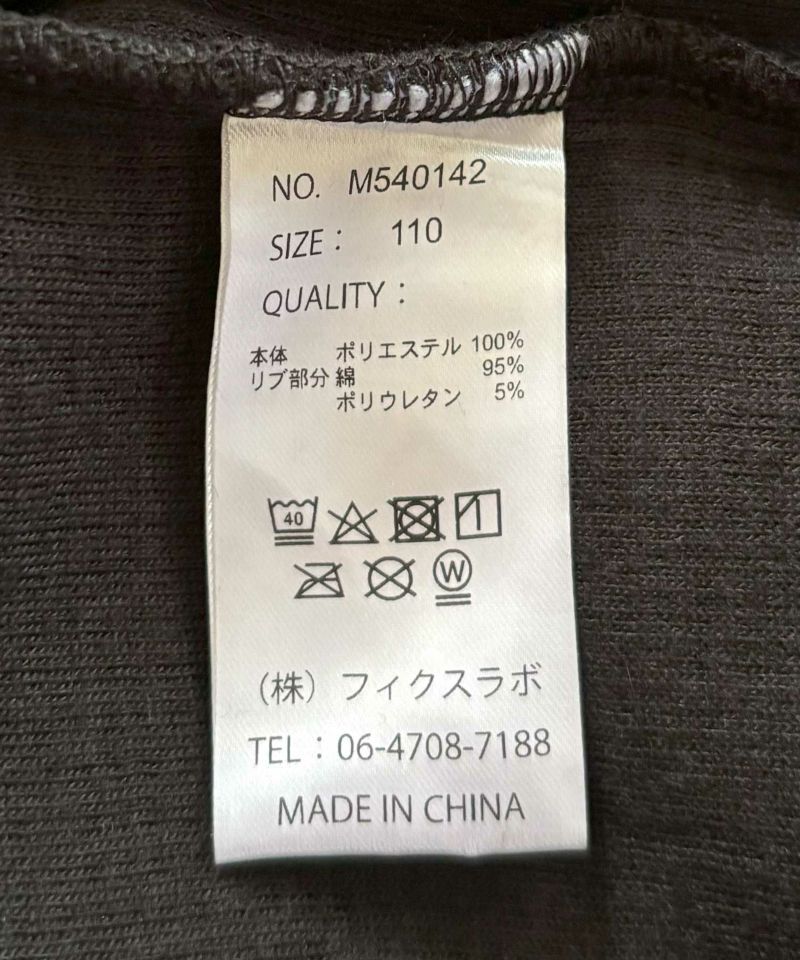 NO. M540142
SIZE： 110
QUALITY：
本体 ポリエステル 100%
リブ部分 綿 95%
ポリウレタン 5%
40
W
（株）フィクスラボ
TEL：06-4708-7188
MADE IN CHINA